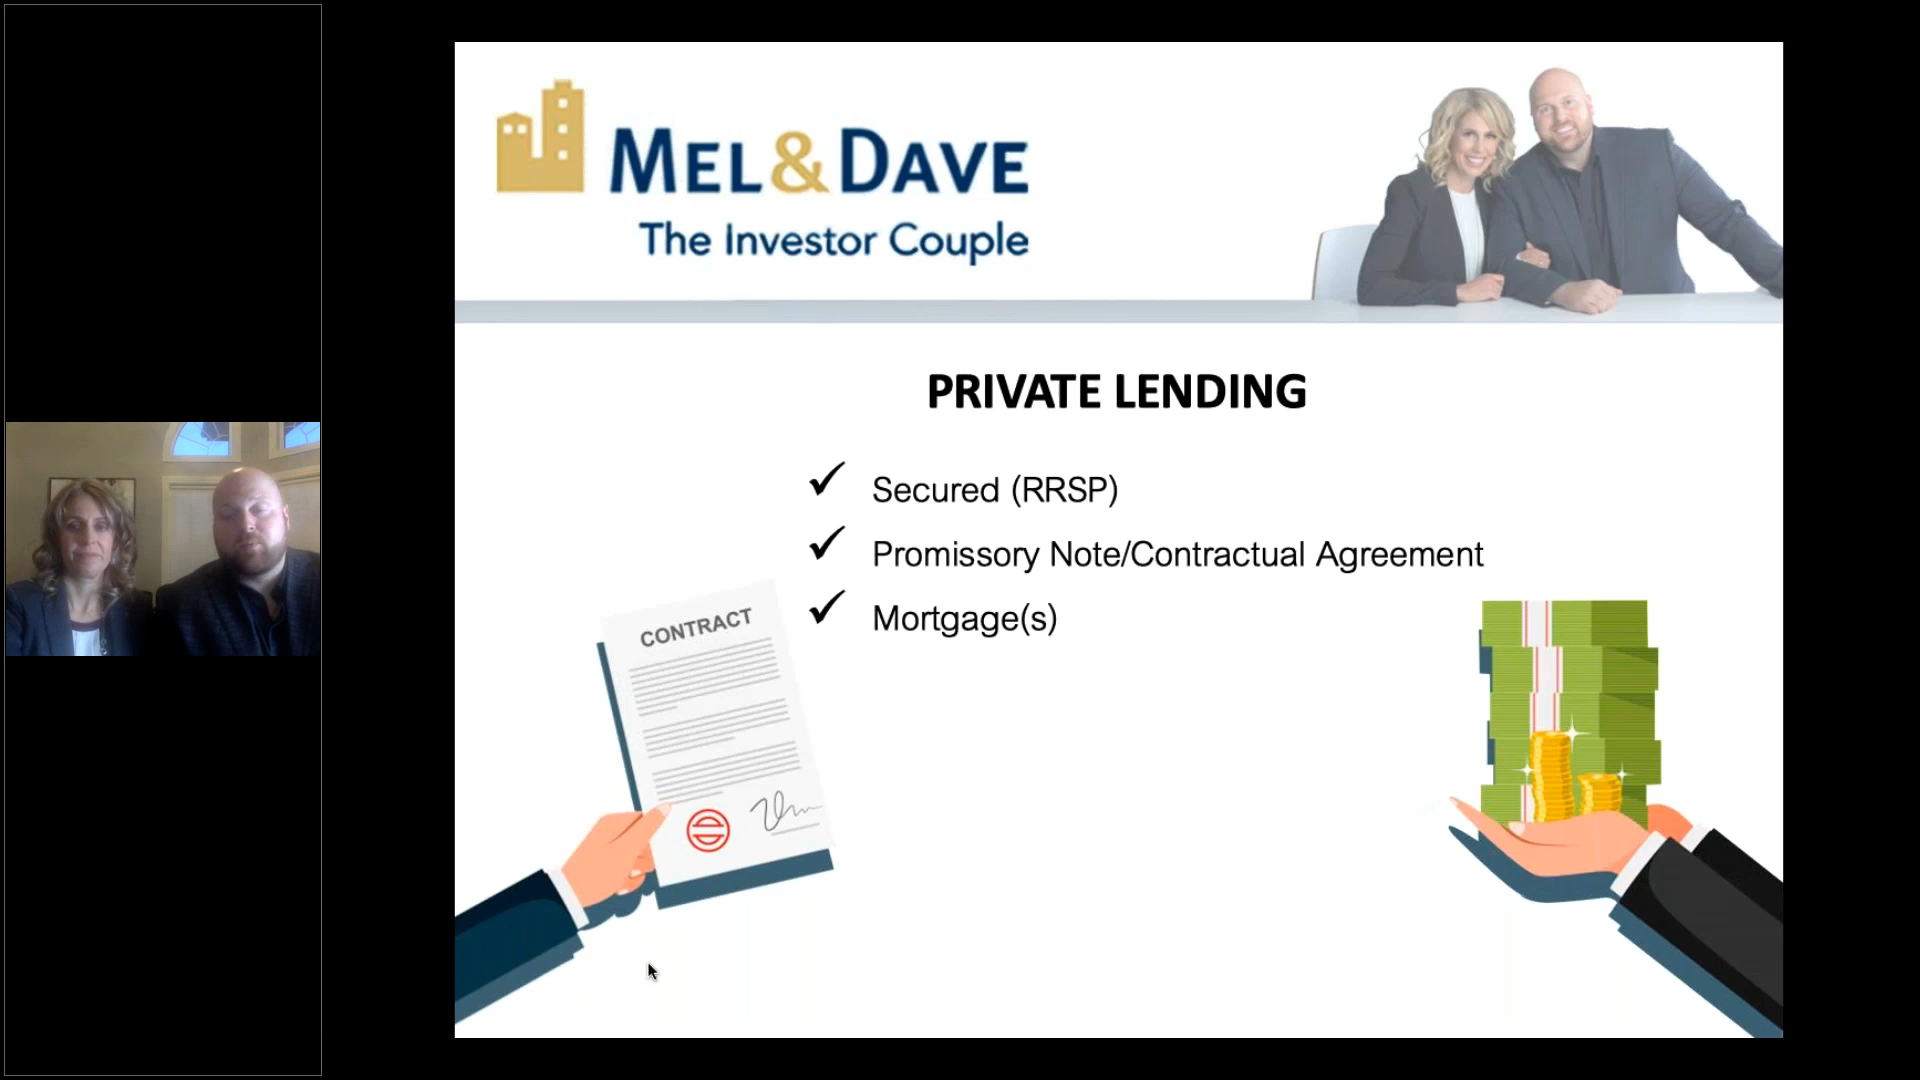 MEL&DAVE
The Investor Couple
PRIVATE LENDING
✓ Secured (RRSP)
✓ Promissory Note/Contractual Agreement
✓ Mortgage(s)
CONTRACT